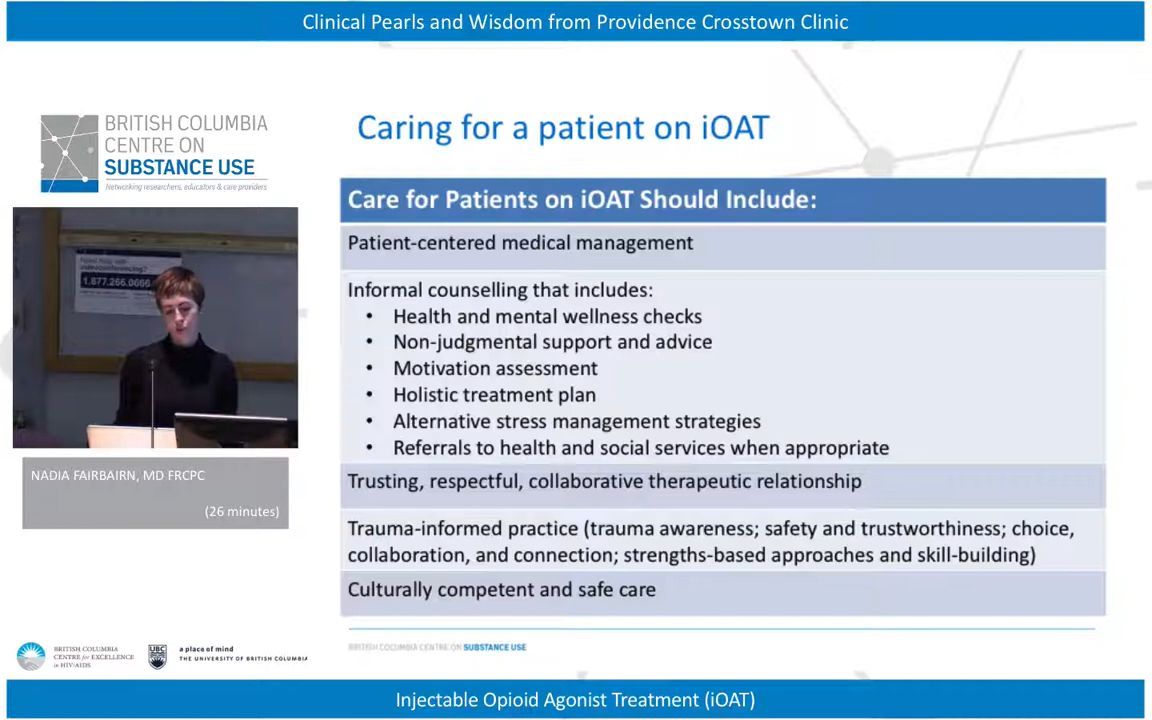 Clinical Pearls and Wisdom from Providence Crosstown Clinic
BRITISH COLUMBIA
CENTRE ON
SUBSTANCE USE
Networking researchers, educators & care providers
1.877.266.0666
NADIA FAIRBAIRN, MD FRCPC
(26 minutes)
Caring for a patient on iOAT
Care for Patients on iOAT Should Include:
Patient-centered medical management
Informal counselling that includes:
• Health and mental wellness checks
• Non-judgmental support and advice
• Motivation assessment
• Holistic treatment plan
• Alternative stress management strategies
• Referrals to health and social services when appropriate
Trusting, respectful, collaborative therapeutic relationship
Trauma-informed practice (trauma awareness; safety and trustworthiness; choice,
collaboration, and connection; strengths-based approaches and skill-building)
Culturally competent and safe care
BRITISH COLUMBIA CENTRE ON SUBSTANCE USE
BRITISH COLUMBIA
CENTRE for EXCELLENCE
in HIV/AIDS
UBC
a place of mind
THE UNIVERSITY OF BRITISH COLUMBIA
Injectable Opioid Agonist Treatment (iOAT)